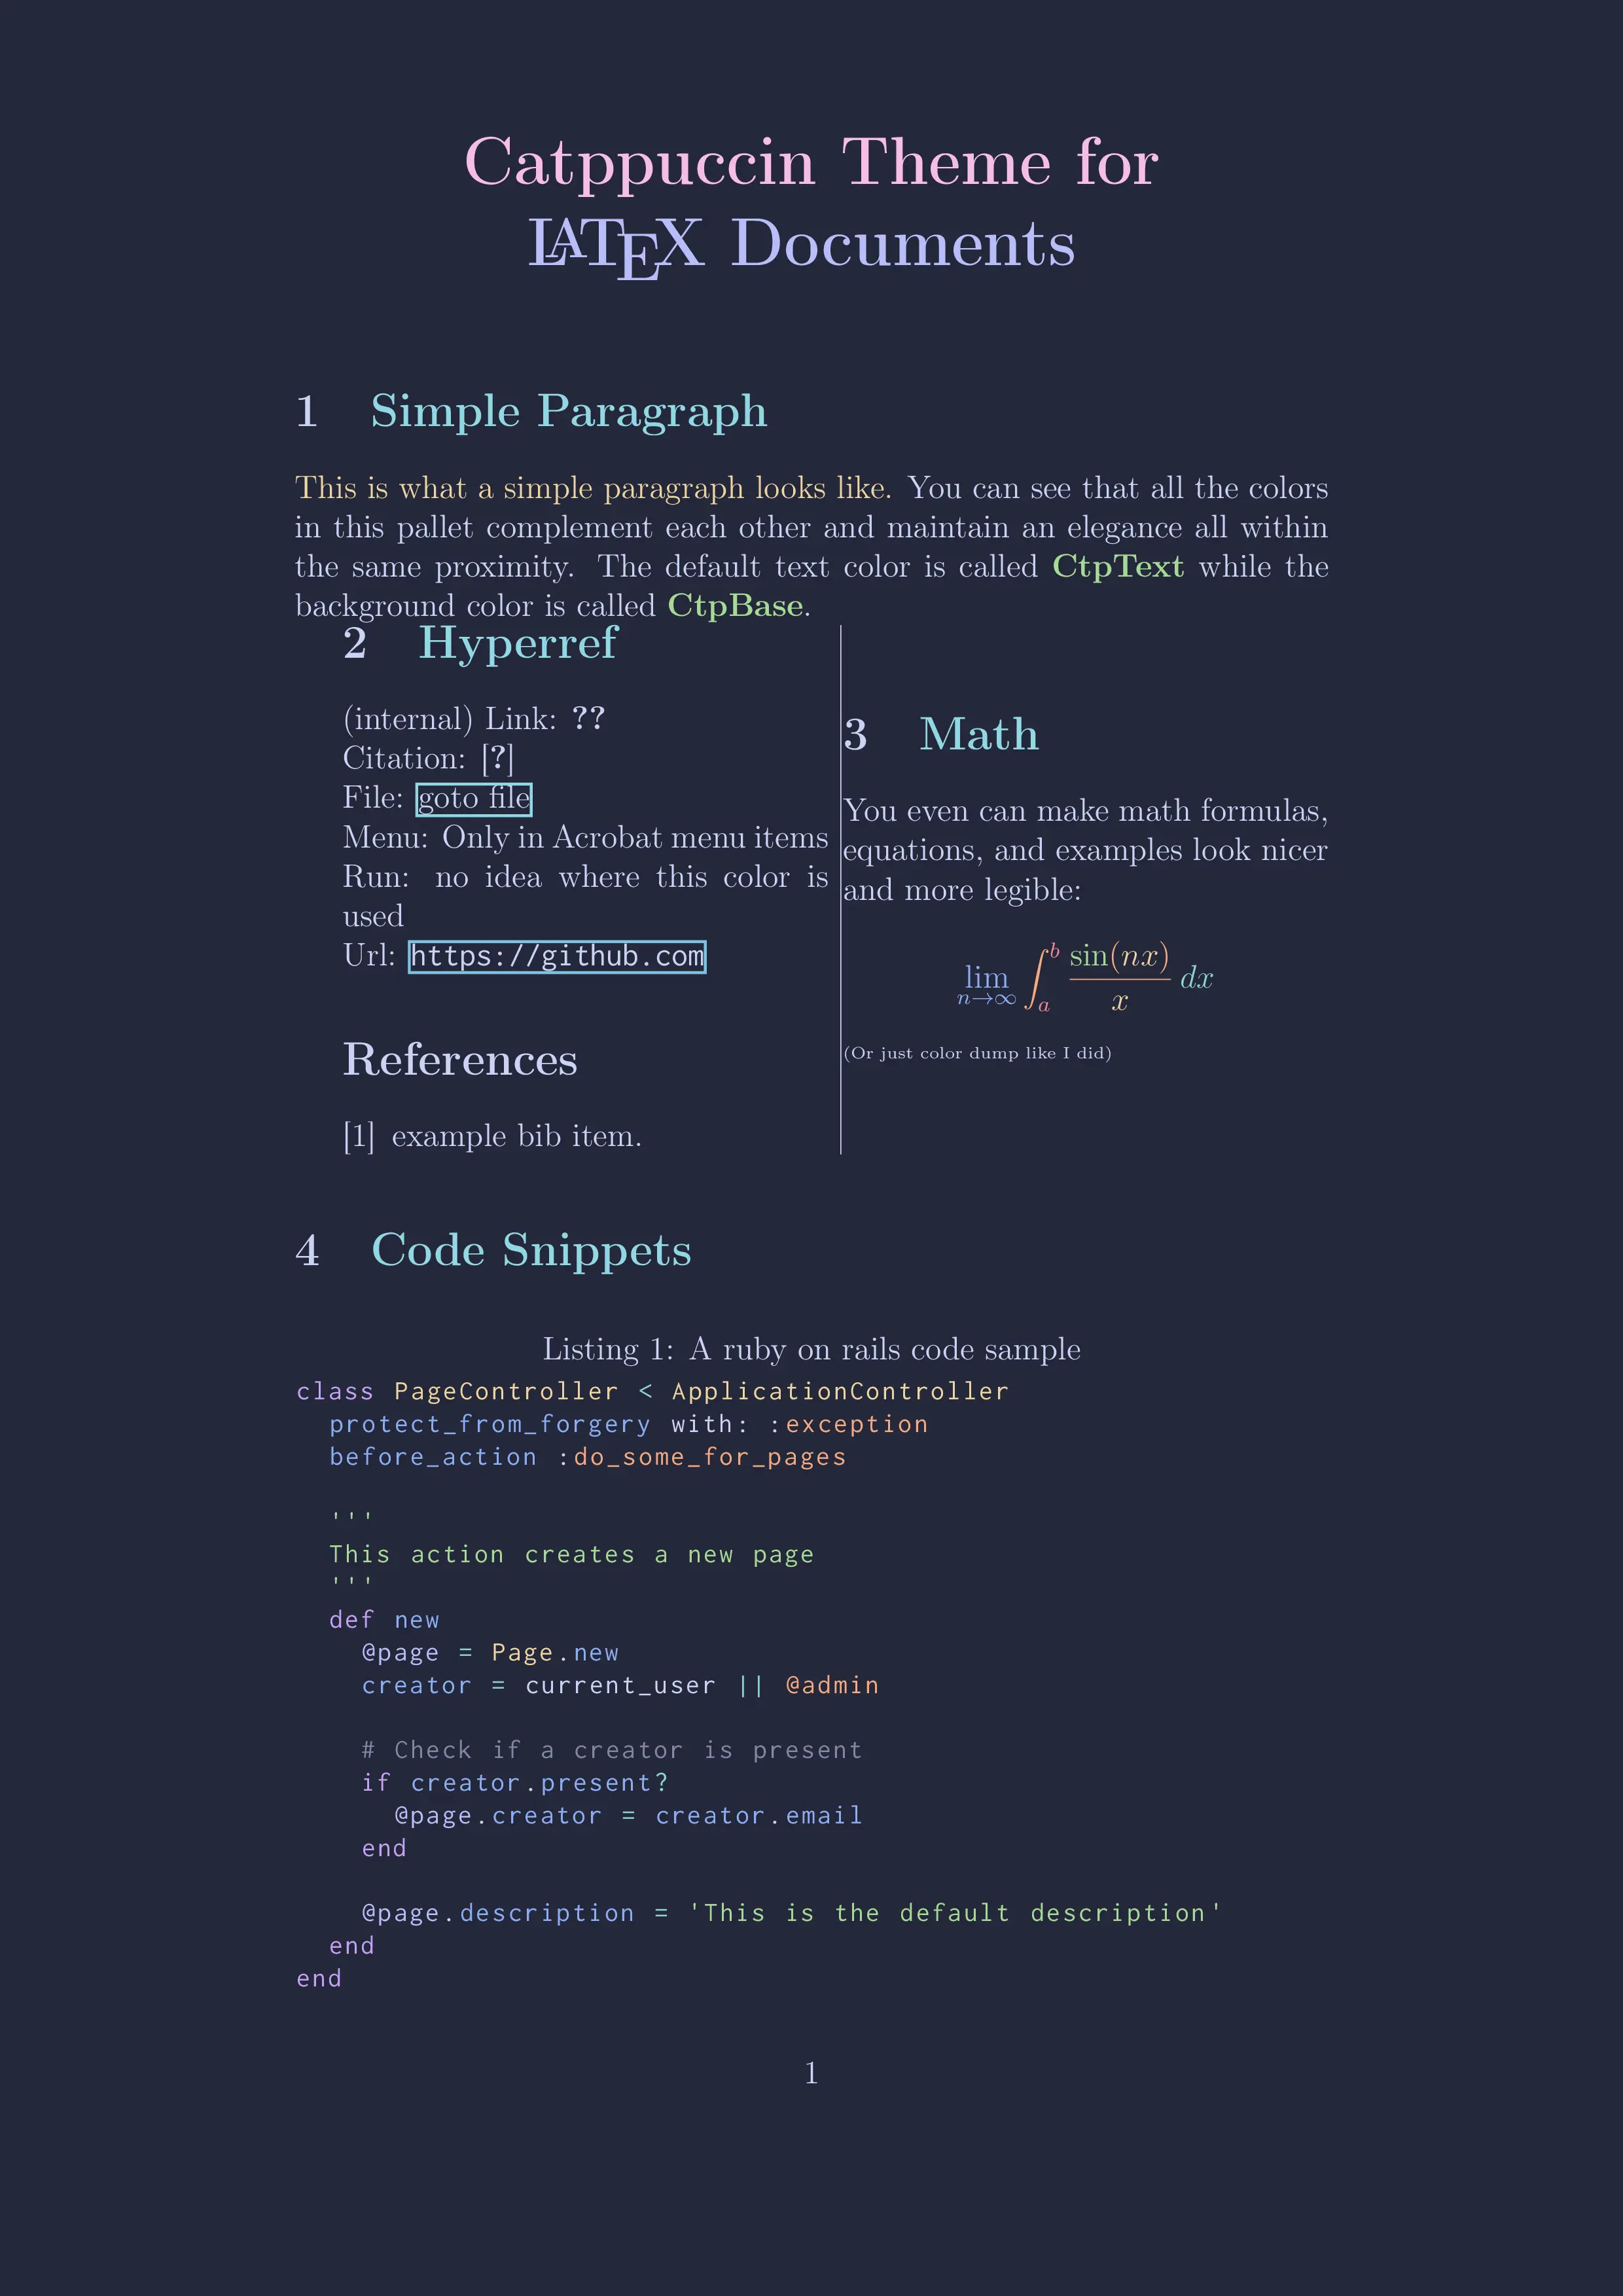 Catppuccin Theme for
LATEX Documents
1 Simple Paragraph
This is what a simple paragraph looks like. You can see that all the colors
in this pallet complement each other and maintain an elegance all within
the same proximity. The default text color is called CtpText while the
background color is called CtpBase.
2 Hyperref
(internal) Link: ??
Citation: [?]
File: goto file
Menu: Only in Acrobat menu items
Run: no idea where this color is
used
Url: https://github.com
References
[1] example bib item.
3 Math
You even can make math formulas,
equations, and examples look nicer
and more legible:
lim_{n→∞} ∫_a^b \frac{sin(nx)}{x} dx
(Or just color dump like I did)
4 Code Snippets
Listing 1: A ruby on rails code sample
class PageController < ApplicationController
  protect_from_forgery with: :exception
  before_action :do_some_for_pages
  '''
  This action creates a new page
  '''
  def new
    @page = Page.new
    creator = current_user || @admin
    # Check if a creator is present
    if creator.present?
      @page.creator = creator.email
    end
    @page.description = 'This is the default description'
  end
end
1